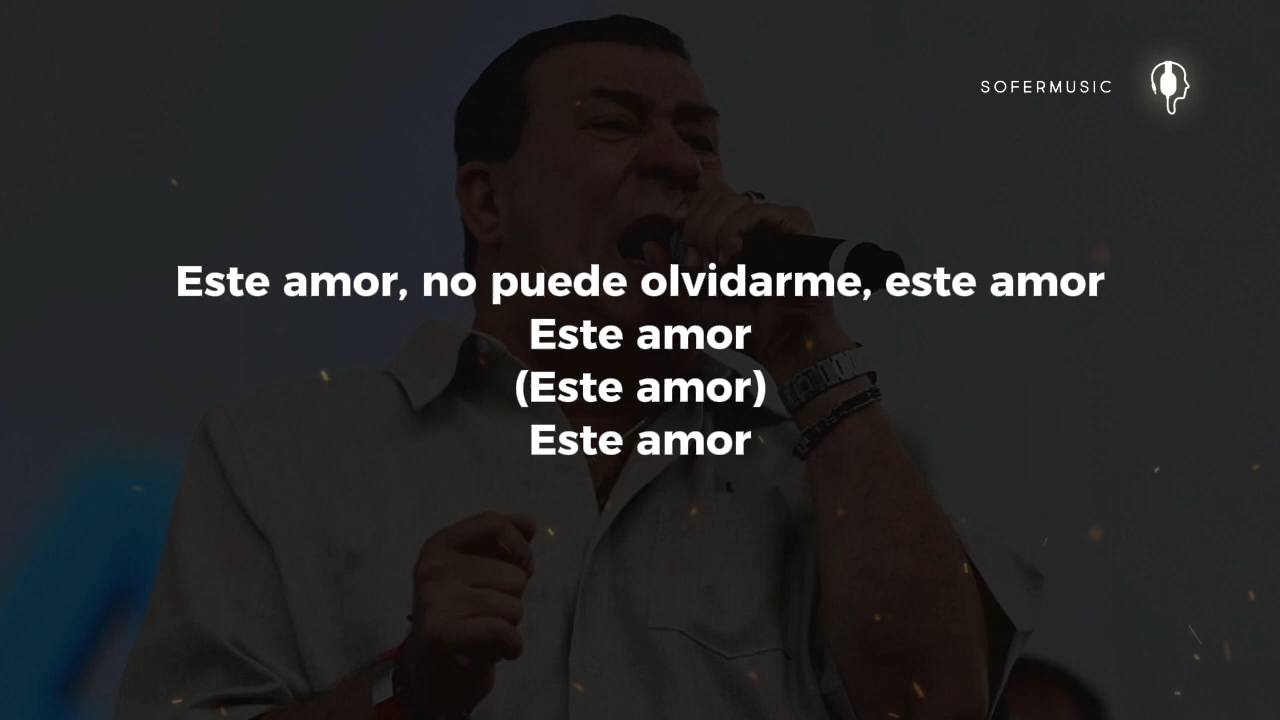 SOFERMUSIC
Este amor, no puede olvidarme, este amor
Este amor
(Este amor)
Este amor